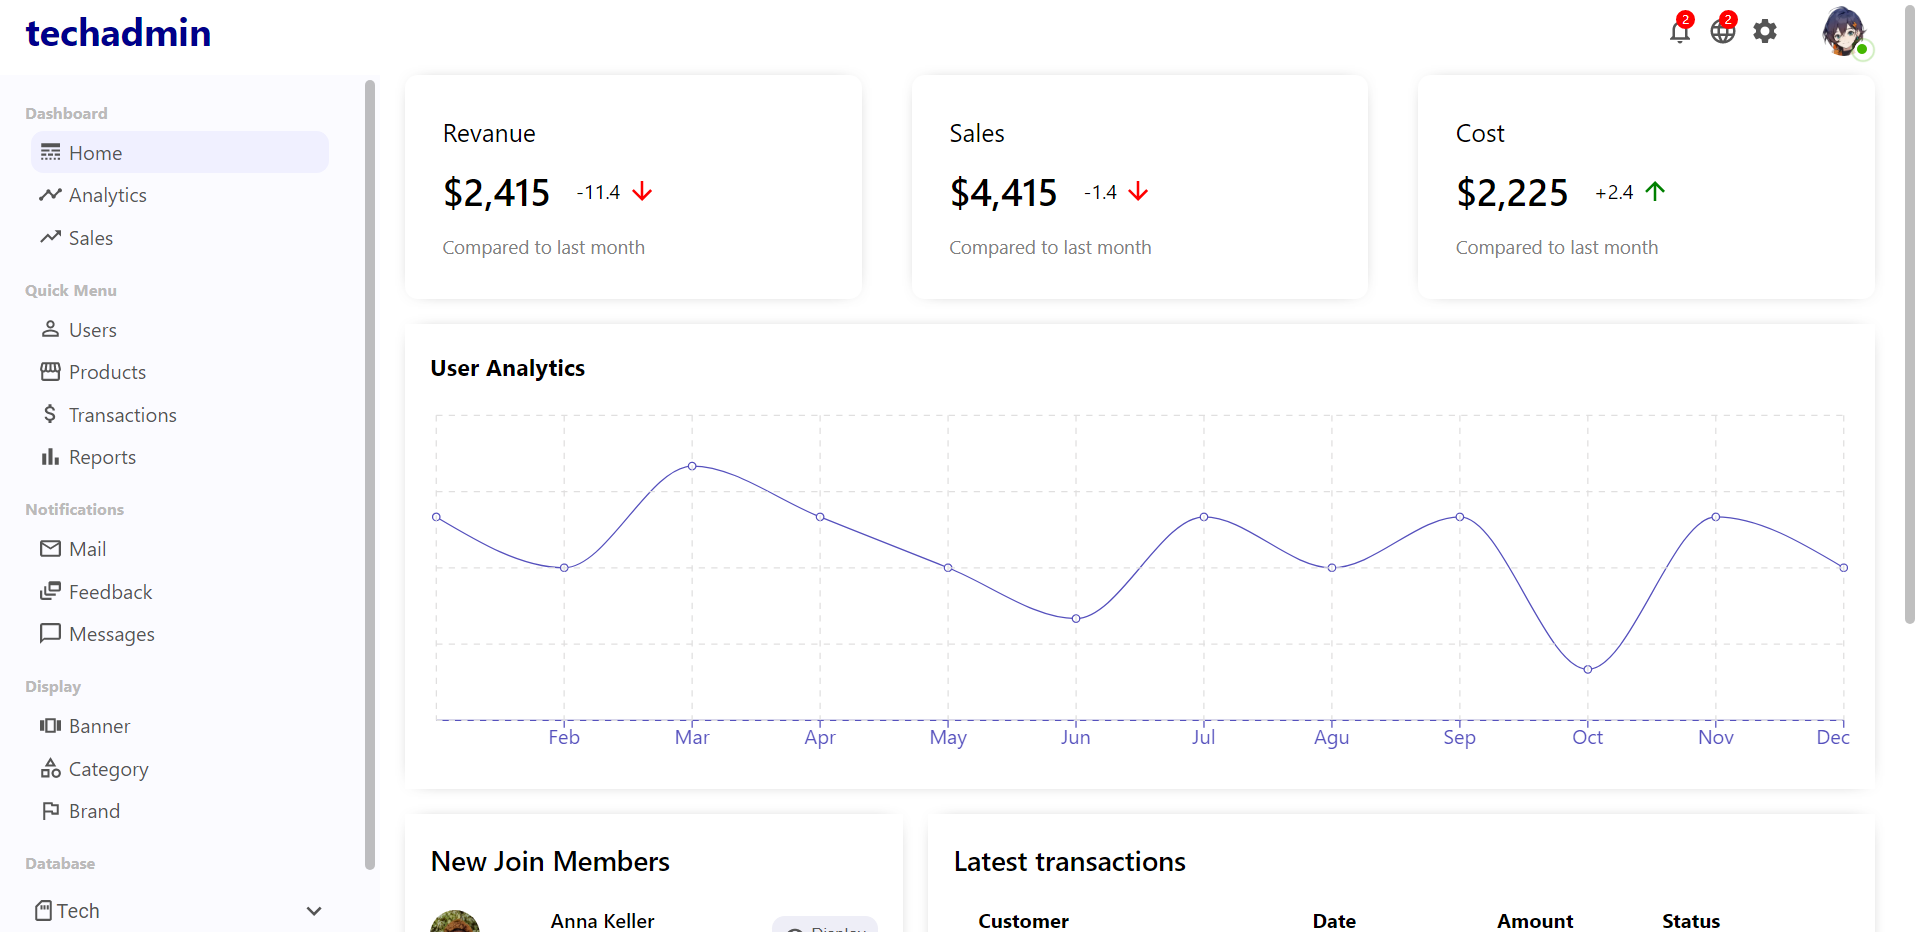 techadmin
2
2
Dashboard
Home
Analytics
Sales
Quick Menu
Users
Products
Transactions
Reports
Notifications
Mail
Feedback
Messages
Display
Banner
Category
Brand
Database
Tech
Revanue
$2,415 -11.4
Compared to last month
Sales
$4,415 -1.4
Compared to last month
Cost
$2,225 +2.4
Compared to last month
User Analytics
Feb Mar Apr May Jun Jul Agu Sep Oct Nov Dec
New Join Members
Anna Keller
Display
Latest transactions
Customer Date Amount Status